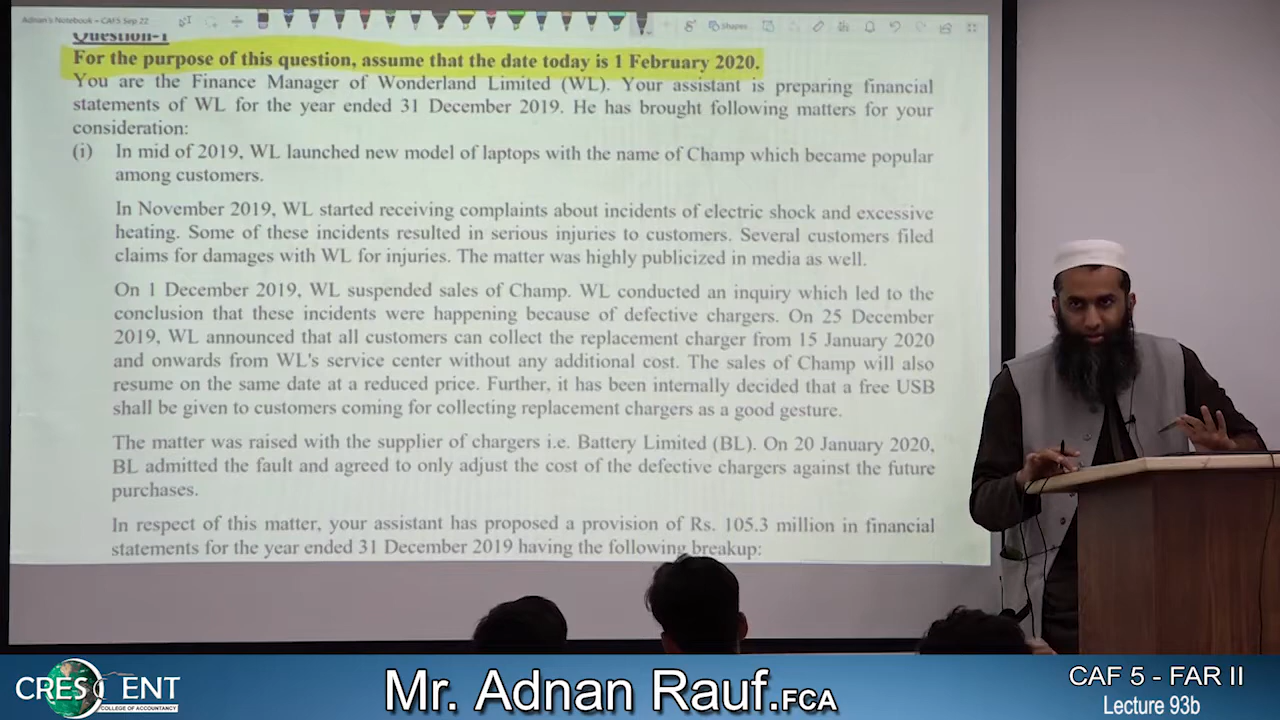 Adnan's Notebook – CAF5 Sep 22
Shapes
Question-1
For the purpose of this question, assume that the date today is 1 February 2020.
You are the Finance Manager of Wonderland Limited (WL). Your assistant is preparing financial
statements of WL for the year ended 31 December 2019. He has brought following matters for your
consideration:
(i) In mid of 2019, WL launched new model of laptops with the name of Champ which became popular
among customers.
In November 2019, WL started receiving complaints about incidents of electric shock and excessive
heating. Some of these incidents resulted in serious injuries to customers. Several customers filed
claims for damages with WL for injuries. The matter was highly publicized in media as well.
On 1 December 2019, WL suspended sales of Champ. WL conducted an inquiry which led to the
conclusion that these incidents were happening because of defective chargers. On 25 December
2019, WL announced that all customers can collect the replacement charger from 15 January 2020
and onwards from WL's service center without any additional cost. The sales of Champ will also
resume on the same date at a reduced price. Further, it has been internally decided that a free USB
shall be given to customers coming for collecting replacement chargers as a good gesture.
The matter was raised with the supplier of chargers i.e. Battery Limited (BL). On 20 January 2020,
BL admitted the fault and agreed to only adjust the cost of the defective chargers against the future
purchases.
In respect of this matter, your assistant has proposed a provision of Rs. 105.3 million in financial
statements for the year ended 31 December 2019 having the following breakup:
CRESCENT
COLLEGE OF ACCOUNTANCY
Mr. Adnan Rauf.FCA
CAF 5 - FAR II
Lecture 93b